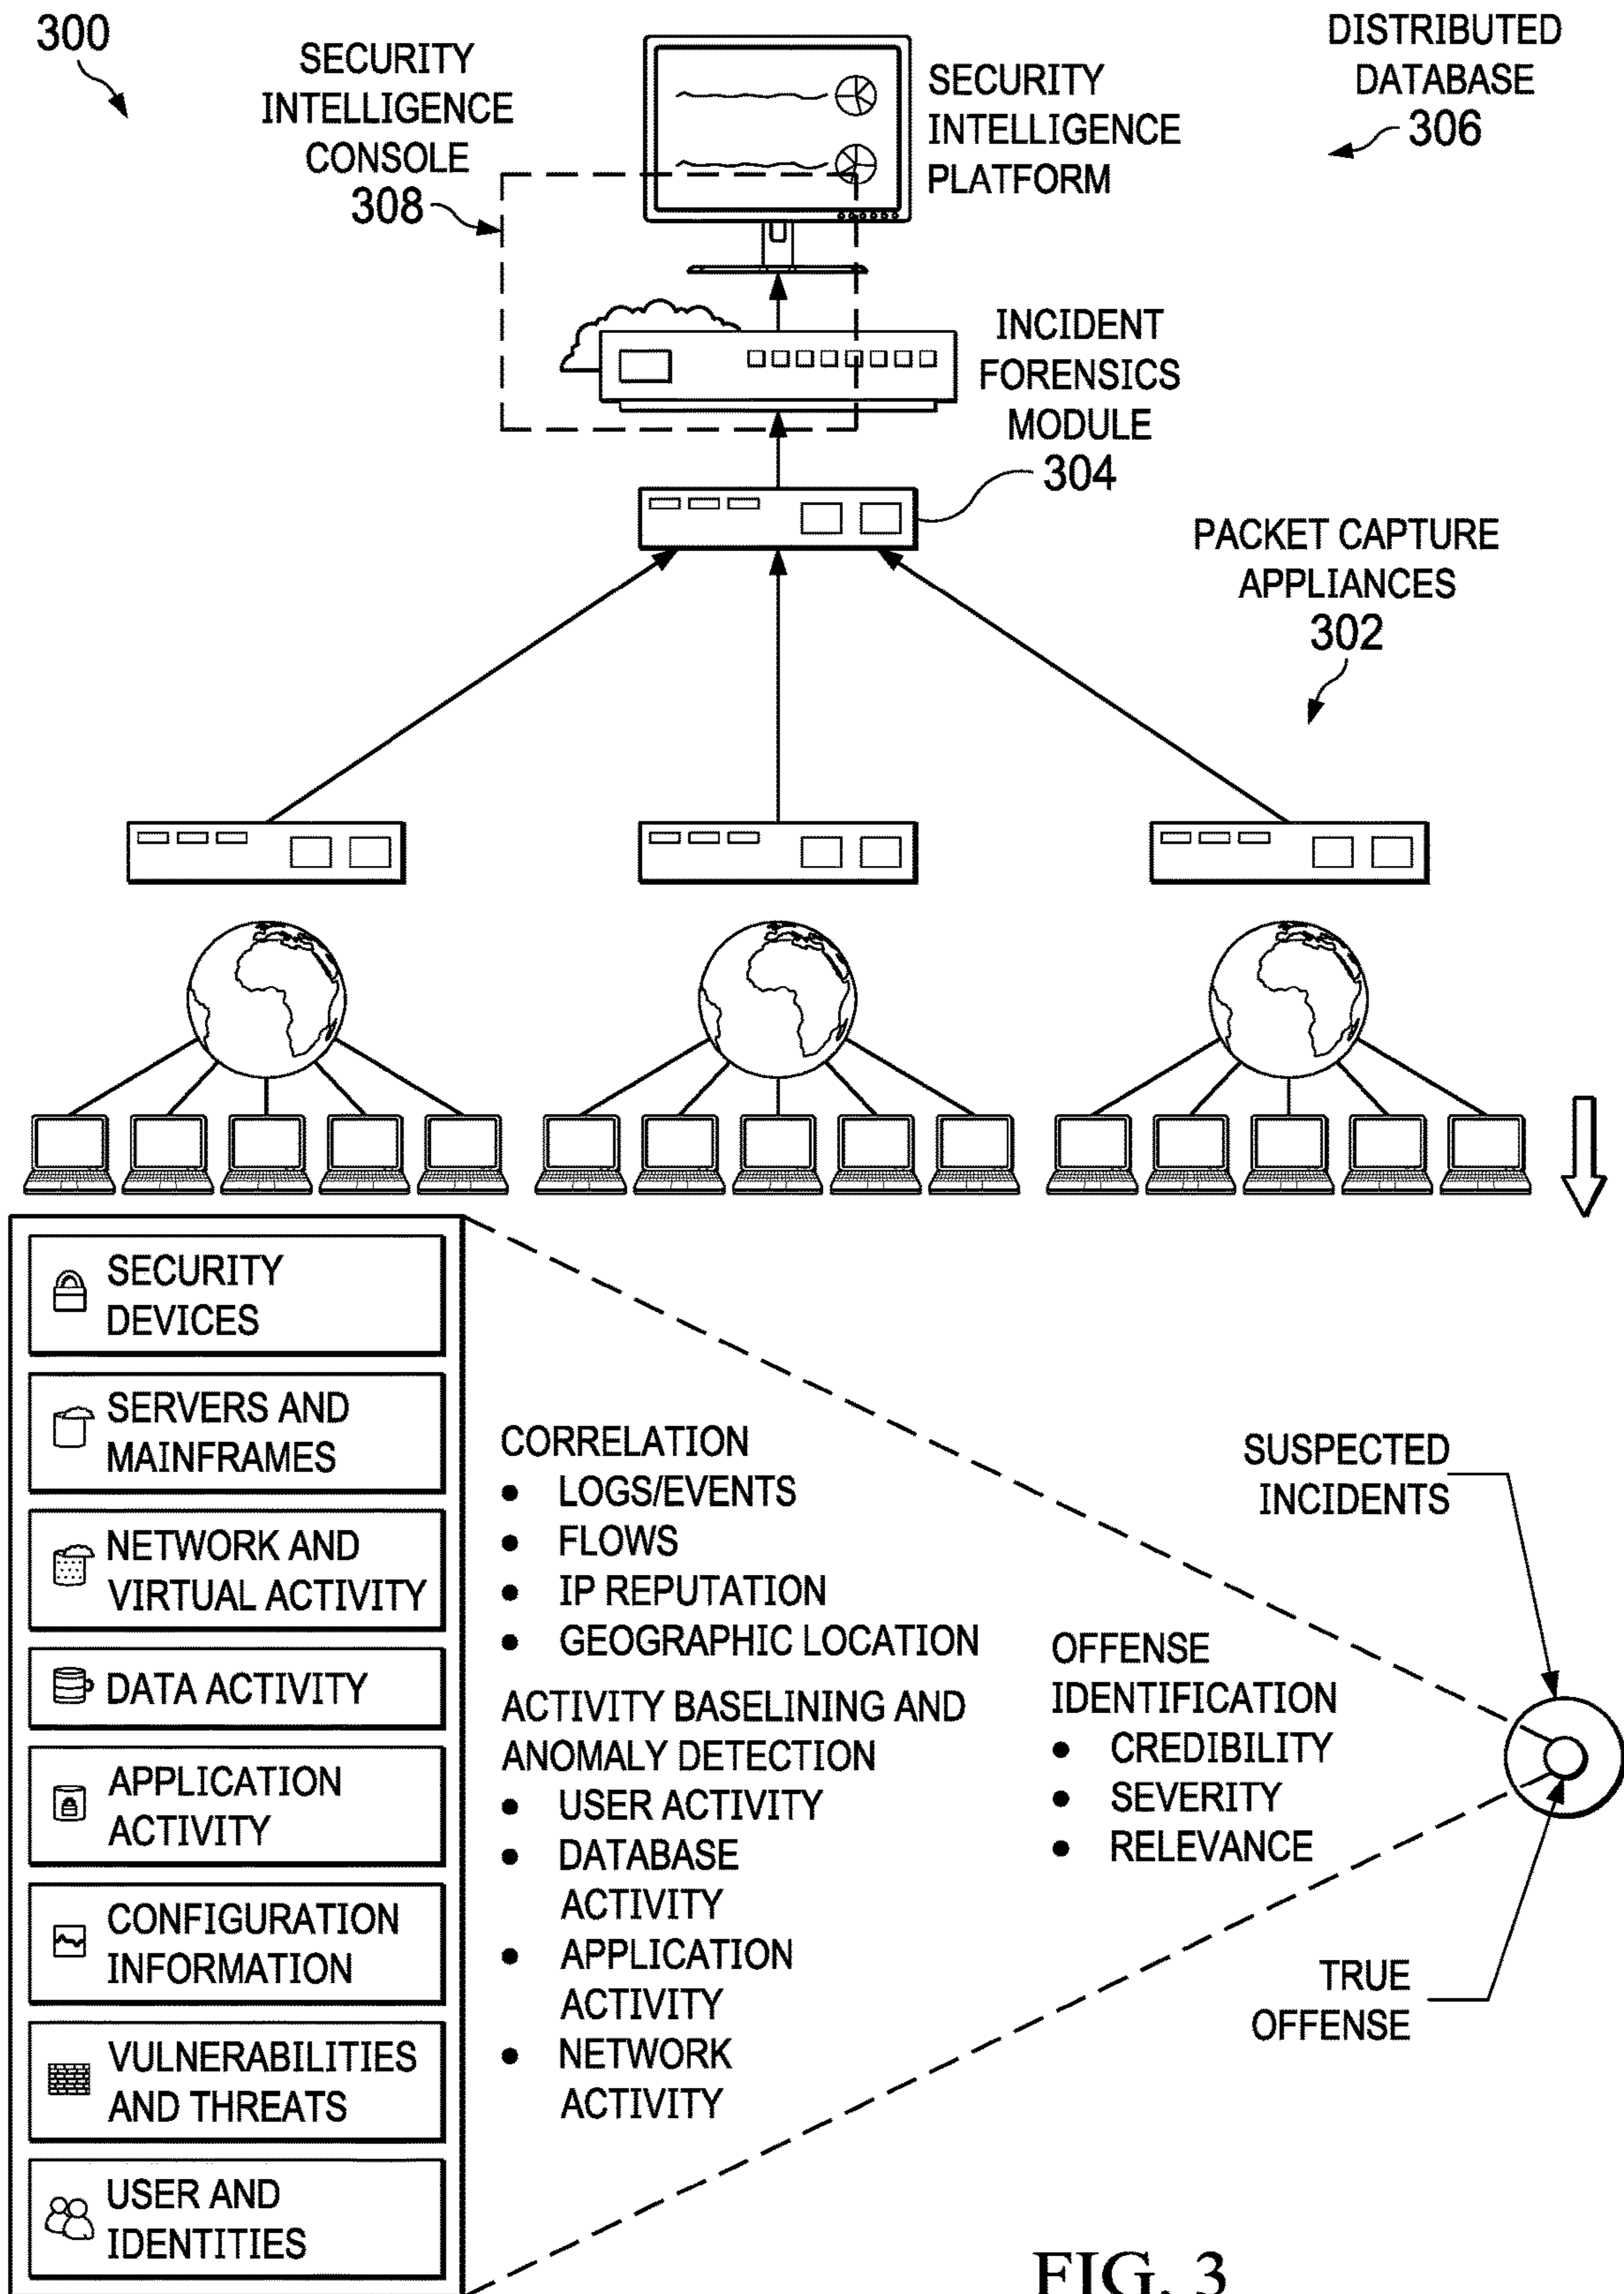 300
SECURITY
INTELLIGENCE
CONSOLE
308
SECURITY
INTELLIGENCE
PLATFORM
DISTRIBUTED
DATABASE
306
INCIDENT
FORENSICS
MODULE
304
PACKET CAPTURE
APPLIANCES
302
SECURITY
DEVICES
SERVERS AND
MAINFRAMES
NETWORK AND
VIRTUAL ACTIVITY
DATA ACTIVITY
APPLICATION
ACTIVITY
CONFIGURATION
INFORMATION
VULNERABILITIES
AND THREATS
USER AND
IDENTITIES
CORRELATION
• LOGS/EVENTS
• FLOWS
• IP REPUTATION
• GEOGRAPHIC LOCATION
ACTIVITY BASELINING AND
ANOMALY DETECTION
• USER ACTIVITY
• DATABASE
ACTIVITY
• APPLICATION
ACTIVITY
• NETWORK
ACTIVITY
OFFENSE
IDENTIFICATION
• CREDIBILITY
• SEVERITY
• RELEVANCE
SUSPECTED
INCIDENTS
TRUE
OFFENSE
FIG. 3